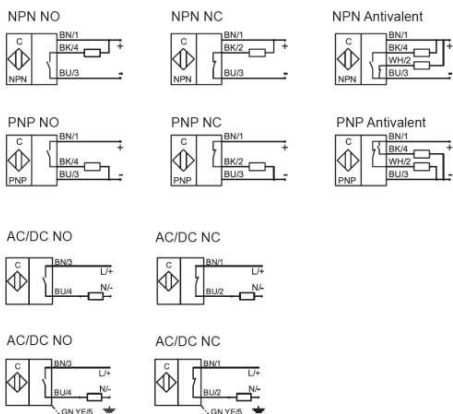 NPN NO
NPN NC
NPN Antivalent
C
NPN
BN/1
+
BK/4
BU/3
-
C
NPN
BN/1
+
BK/2
BU/3
-
C
NPN
BN/1
BK/4
+
WH/2
BU/3
-
PNP NO
PNP NC
PNP Antivalent
C
PNP
BN/1
+
BK/4
BU/3
-
C
PNP
BN/1
+
BK/2
BU/3
-
C
PNP
BN/1
+
BK/4
WH/2
BU/3
-
AC/DC NO
AC/DC NC
C
BN/3
L/+
BU/4
N/-
C
BN/1
L/+
BU/2
N/-
AC/DC NO
AC/DC NC
C
BN/3
L/+
BU/4
N/-
GN.YE/5
C
BN/1
L/+
BU/2
N/-
GN.YE/5